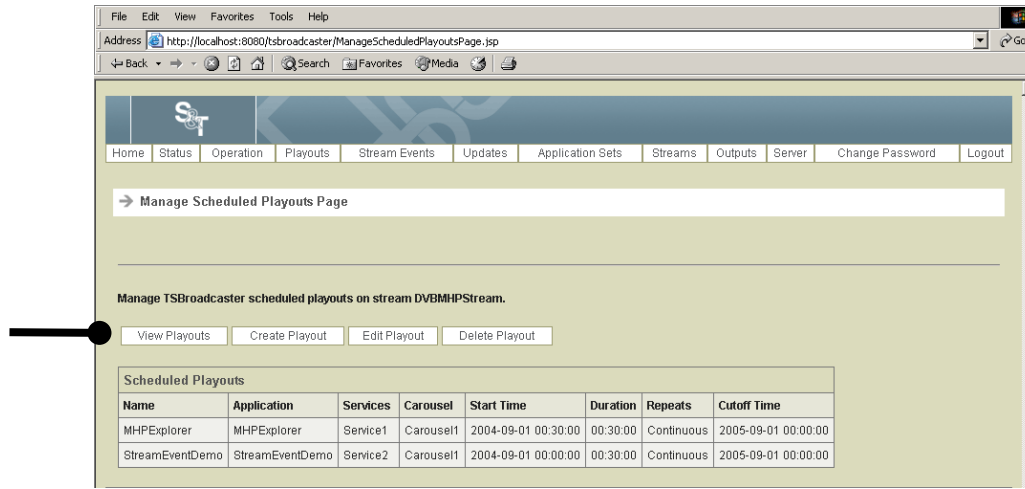 File Edit View Favorites Tools Help
Address http://localhost:8080/tsbroadcaster/ManageScheduledPlayoutsPage.jsp Go
Back Search Favorites Media
S&T
Home Status Operation Playouts Stream Events Updates Application Sets Streams Outputs Server Change Password Logout
Manage Scheduled Playouts Page
Manage TSBroadcaster scheduled playouts on stream DVBMHPStream.
View Playouts Create Playout Edit Playout Delete Playout
Scheduled Playouts
Name Application Services Carousel Start Time Duration Repeats Cutoff Time
MHPExplorer MHPExplorer Service1 Carousel1 2004-09-01 00:30:00 00:30:00 Continuous 2005-09-01 00:00:00
StreamEventDemo StreamEventDemo Service2 Carousel1 2004-09-01 00:00:00 00:30:00 Continuous 2005-09-01 00:00:00